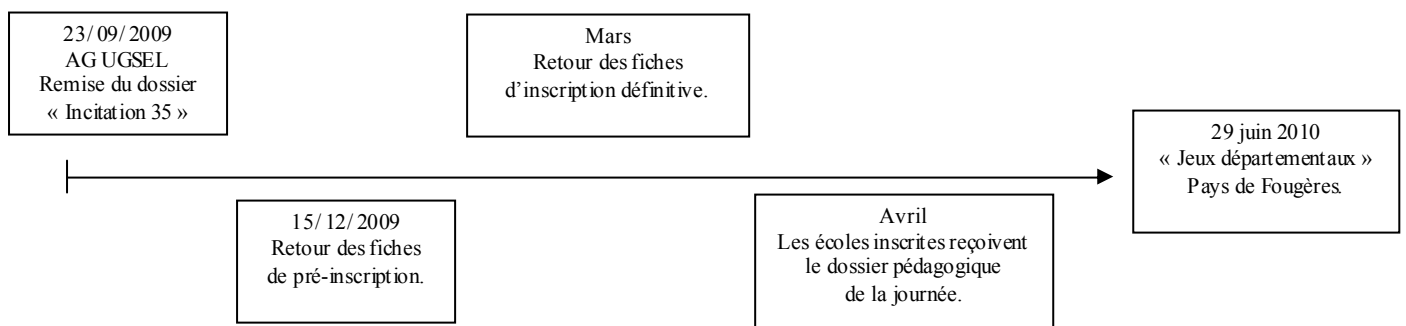 23/09/2009
AG UGSEL
Remise du dossier
« Incitation 35 »
15/12/2009
Retour des fiches
de pré-inscription.
Mars
Retour des fiches
d'inscription définitive.
Avril
Les écoles inscrites reçoivent
le dossier pédagogique
de la journée.
29 juin 2010
« Jeux départementaux »
Pays de Fougères.